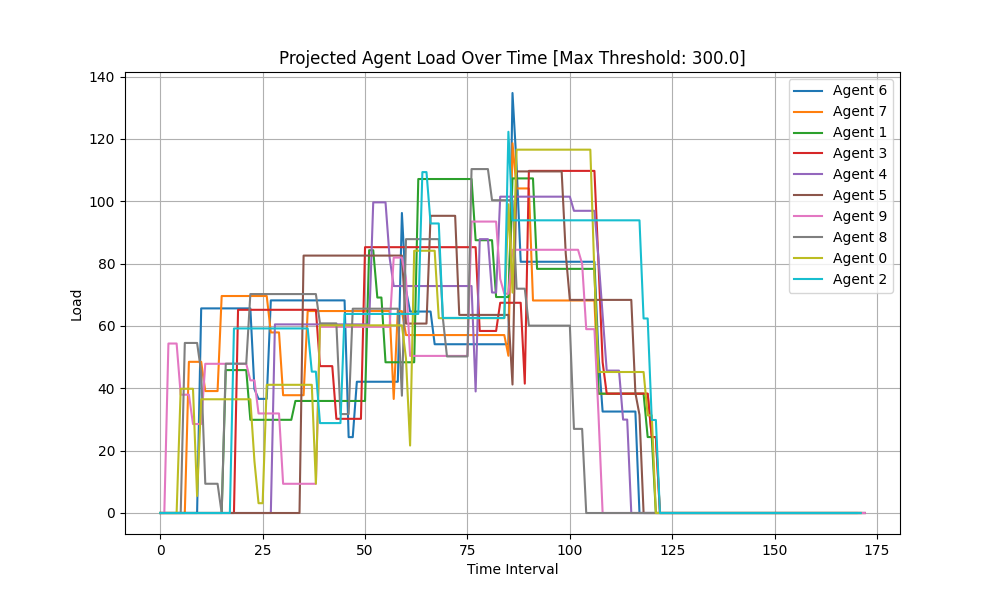 Projected Agent Load Over Time [Max Threshold: 300.0]
Load
140
120
100
80
60
40
20
0
0
25
50
75
100
125
150
175
Time Interval
Agent 6
Agent 7
Agent 1
Agent 3
Agent 4
Agent 5
Agent 9
Agent 8
Agent 0
Agent 2